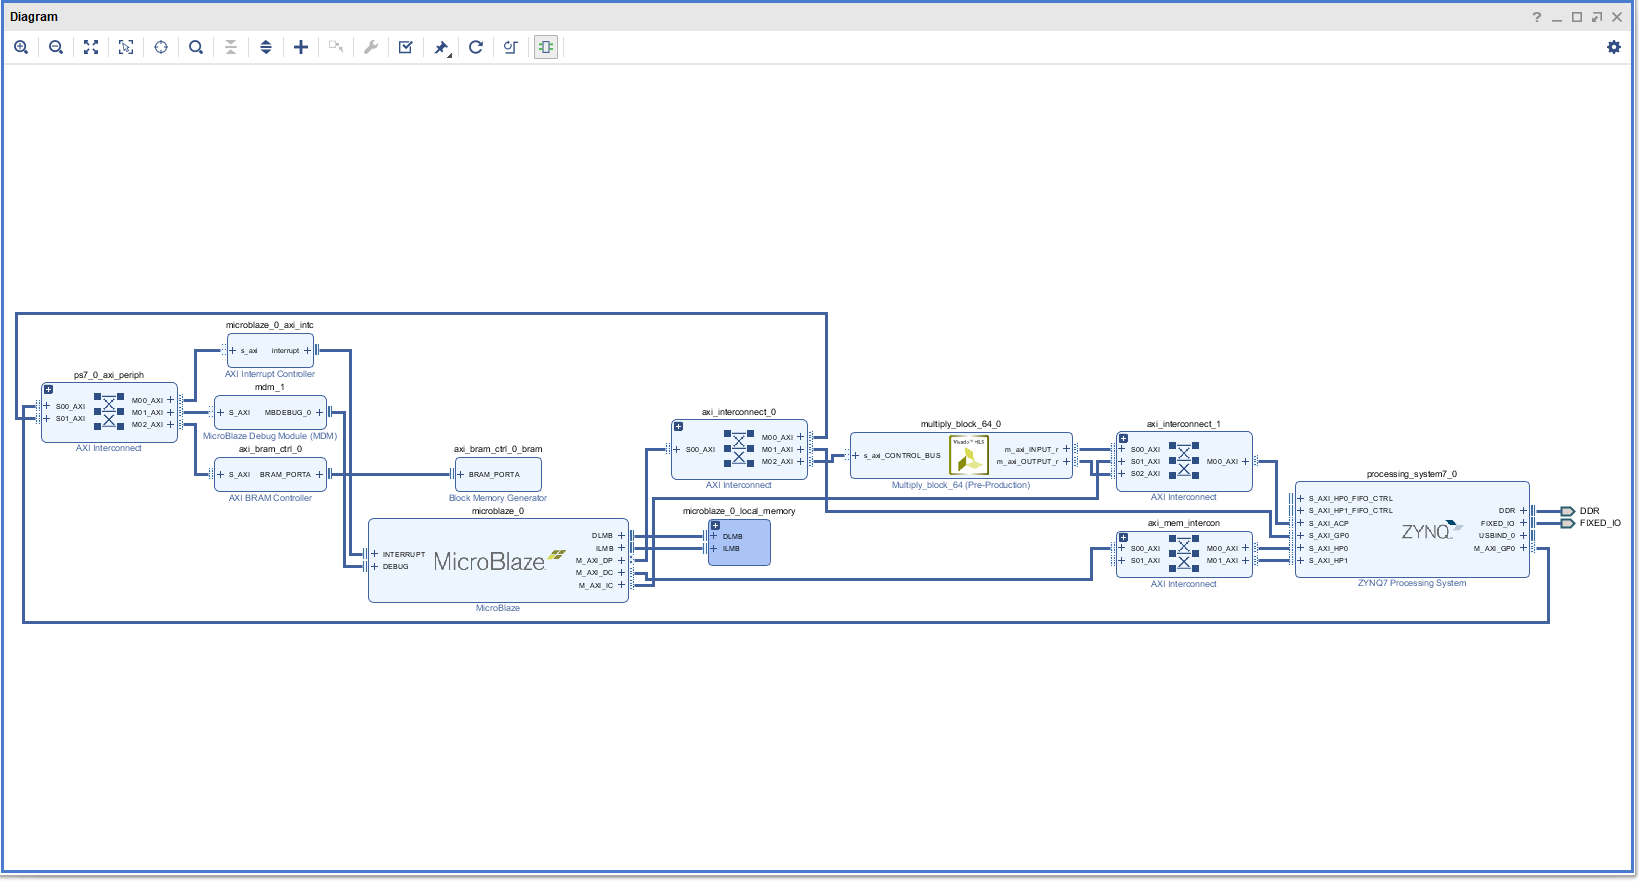 Diagram
microblaze_0_axi_intc
s_axi interrupt
AXI Interrupt Controller
ps7_0_axi_periph
S00_AXI
S01_AXI
M00_AXI
M01_AXI
M02_AXI
AXI Interconnect
mdm_1
S_AXI MBDEBUG_0
MicroBlaze Debug Module (MDM)
axi_bram_ctrl_0
S_AXI BRAM_PORTA
AXI BRAM Controller
axi_bram_ctrl_0_bram
BRAM_PORTA
Block Memory Generator
microblaze_0
INTERRUPT
DEBUG
MicroBlaze
DLMB
ILMB
M_AXI_DP
M_AXI_DC
M_AXI_IC
MicroBlaze
axi_interconnect_0
S00_AXI
M00_AXI
M01_AXI
M02_AXI
AXI Interconnect
microblaze_0_local_memory
DLMB
ILMB
multiply_block_64_0
s_axi_CONTROL_BUS
Vivado™ HLS
m_axi_INPUT_r
m_axi_OUTPUT_r
Multiply_block_64 (Pre-Production)
axi_interconnect_1
S00_AXI
S01_AXI
S02_AXI
M00_AXI
AXI Interconnect
axi_mem_intercon
S00_AXI
S01_AXI
M00_AXI
M01_AXI
AXI Interconnect
processing_system7_0
S_AXI_HP0_FIFO_CTRL
S_AXI_HP1_FIFO_CTRL
S_AXI_ACP
S_AXI_GP0
S_AXI_HP0
S_AXI_HP1
ZYNQ
DDR
FIXED_IO
USBIND_0
M_AXI_GP0
ZYNQ7 Processing System
DDR
FIXED_IO